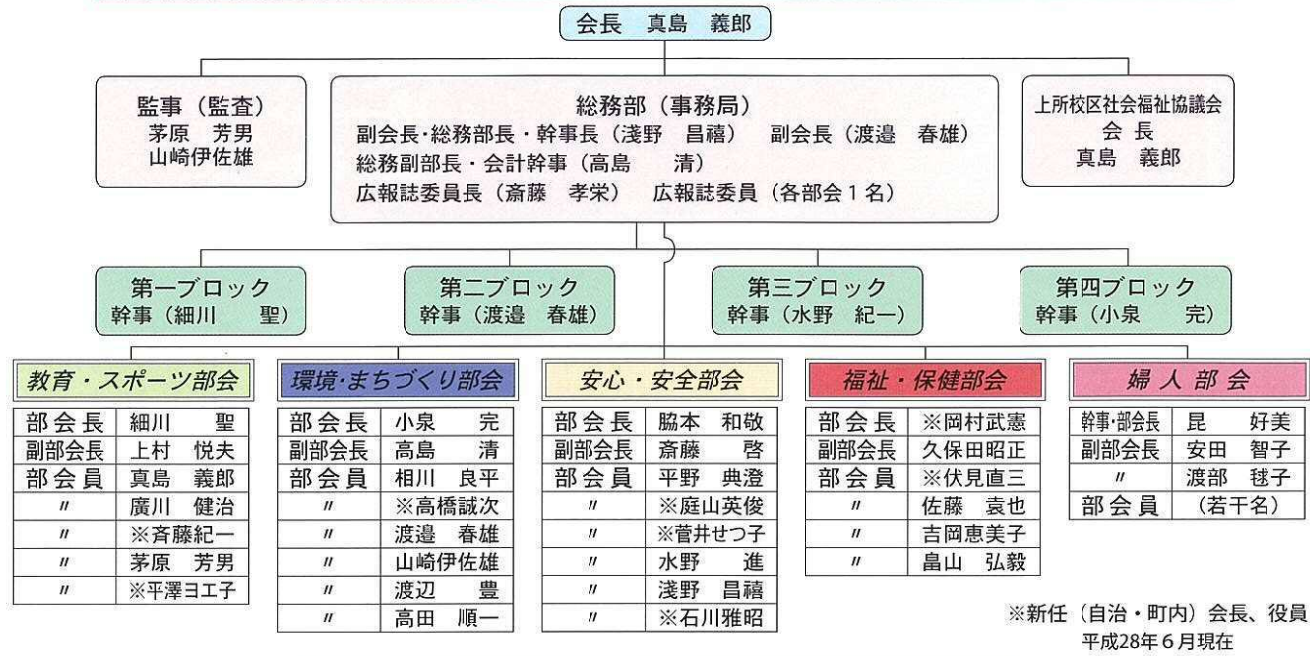 会長　真島　義郎
監事（監査）
茅原　芳男
山崎伊佐雄
総務部（事務局）
副会長・総務部長・幹事長（淺野　昌禧）　副会長（渡邉　春雄）
総務副部長・会計幹事（高島　　清）
広報誌委員長（斎藤　孝栄）　広報誌委員（各部会１名）
上所校区社会福祉協議会
会 長
真島　義郎
第一ブロック
幹事（細川　　聖）
第二ブロック
幹事（渡邉　春雄）
第三ブロック
幹事（水野　紀一）
第四ブロック
幹事（小泉　　完）
教育・スポーツ部会
部会長　細川　　聖
副部会長　上村　悦夫
部会員　真島　義郎
〃　廣川　健治
〃　※斉藤紀一
〃　茅原　芳男
〃　※平澤ヨエ子
環境・まちづくり部会
部会長　小泉　　完
副部会長　高島　　清
部会員　相川　良平
〃　※高橋誠次
〃　渡邉　春雄
〃　山崎伊佐雄
〃　渡辺　　豊
〃　高田　順一
安心・安全部会
部会長　脇本　和敬
副部会長　斎藤　　啓
部会員　平野　典澄
〃　※庭山英俊
〃　※菅井せつ子
〃　水野　　進
〃　淺野　昌禧
〃　※石川雅昭
福祉・保健部会
部会長　※岡村武憲
副部会長　久保田昭正
部会員　※伏見直三
〃　佐藤　袁也
〃　吉岡恵美子
〃　畠山　弘毅
婦人部会
幹事・部会長　昆　　好美
副部会長　安田　智子
〃　渡部　毬子
部会員　（若干名）
※新任（自治・町内）会長、役員
平成28年６月現在